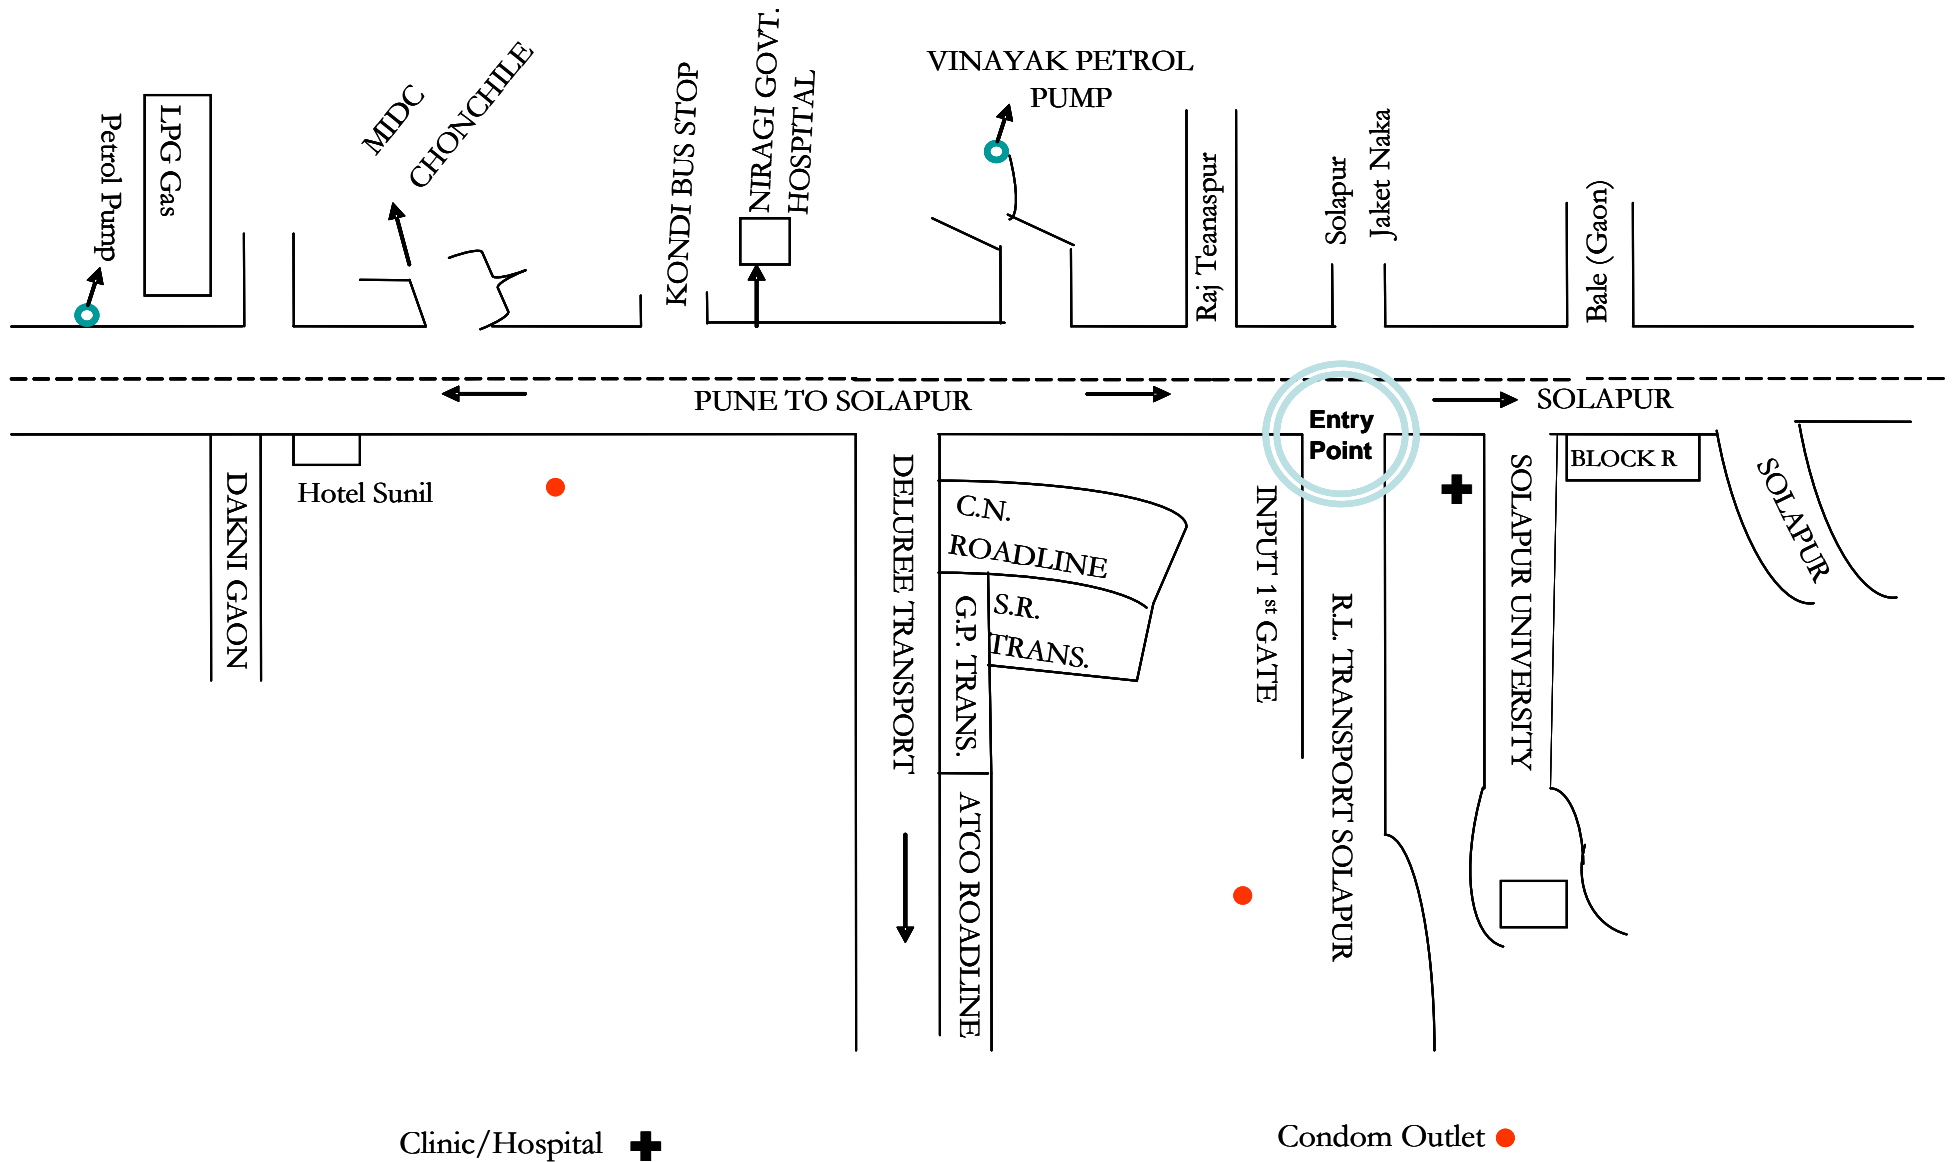 Petrol Pump
LPG Gas
MIDC
CHONCHILE
KONDI BUS STOP
NIRAGI GOVT.
HOSPITAL
VINAYAK PETROL
PUMP
Raj Teanaspur
Solapur
Jaket Naka
Bale (Gaon)
PUNE TO SOLAPUR
SOLAPUR
Entry
Point
DAKNI GAON
Hotel Sunil
DELUREE TRANSPORT
C.N.
ROADLINE
S.R.
TRANS.
G.P. TRANS.
ATCO ROADLINE
INPUT 1st GATE
R.L. TRANSPORT SOLAPUR
SOLAPUR UNIVERSITY
BLOCK R
SOLAPUR
Clinic/Hospital
Condom Outlet